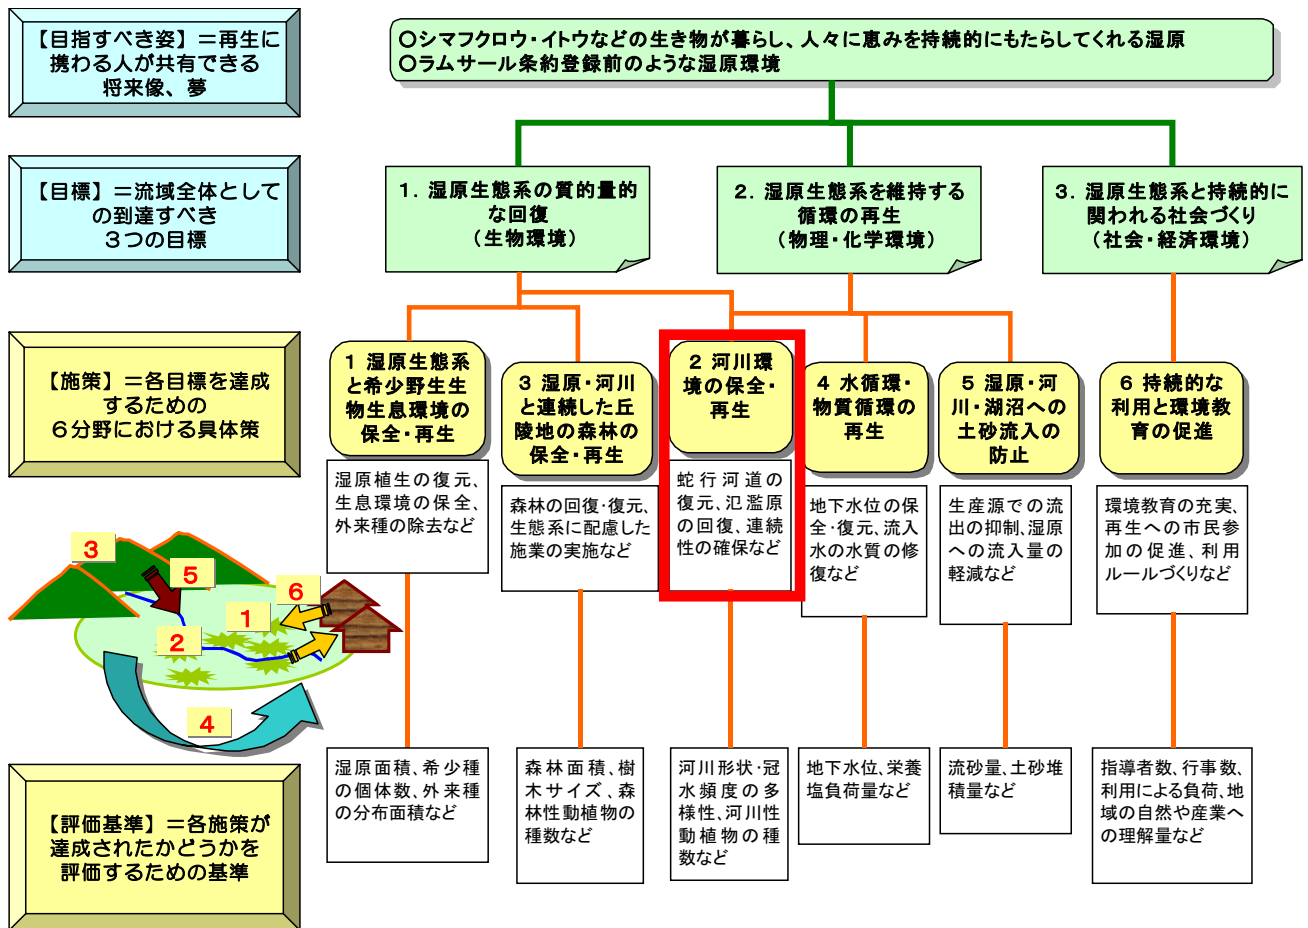 【目指すべき姿】＝再生に
携わる人が共有できる
将来像、夢
○シマフクロウ・イトウなどの生き物が暮らし、人々に恵みを持続的にもたらしてくれる湿原
○ラムサール条約登録前のような湿原環境
【目標】＝流域全体として
の到達すべき
３つの目標
１．湿原生態系の質的量的
な回復
（生物環境）
２．湿原生態系を維持する
循環の再生
（物理・化学環境）
３．湿原生態系と持続的に
関われる社会づくり
（社会・経済環境）
【施策】＝各目標を達成
するための
６分野における具体策
１ 湿原生態系
と希少野生生
物生息環境の
保全・再生
湿原植生の復元、
生息環境の保全、
外来種の除去など
３ 湿原・河川
と連続した丘
陵地の森林の
保全・再生
森林の回復・復元、
生態系に配慮した
施業の実施など
２ 河川環
境の保全・
再生
蛇行河道の
復元、氾濫原
の回復、連続
性の確保など
４ 水循環・
物質循環の
再生
地下水位の保
全・復元、流入
水の水質の修
復など
５ 湿原・河
川・湖沼への
土砂流入の
防止
生産源での流
出の抑制、湿原
への流入量の
軽減など
６ 持続的な
利用と環境教
育の促進
環境教育の充実、
再生への市民参
加の促進、利用
ルールづくりなど
3
5
6
1
2
4
【評価基準】＝各施策が
達成されたかどうかを
評価するための基準
湿原面積、希少種
の個体数、外来種
の分布面積など
森林面積、樹
木サイズ、森
林性動植物の
種数など
河川形状・冠
水頻度の多
様性、河川性
動植物の種
数など
地下水位、栄養
塩負荷量など
流砂量、土砂堆
積量など
指導者数、行事数、
利用による負荷、地
域の自然や産業へ
の理解量など